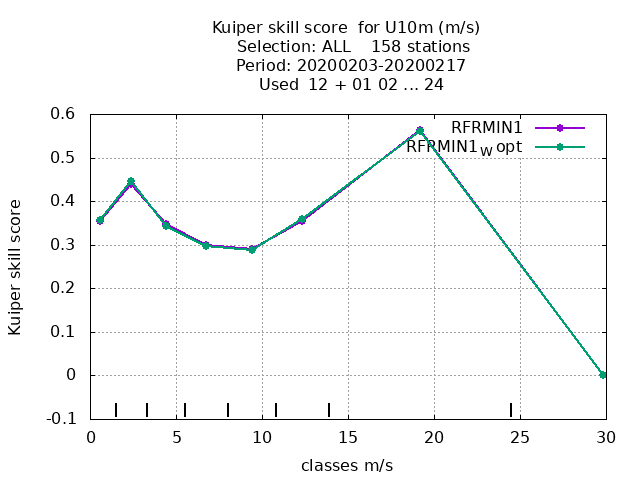 Kuiper skill score  for U10m (m/s)
Selection: ALL    158 stations
Period: 20200203-20200217
Used  12 + 01 02 ... 24
RFRMIN1
RFRMIN1W opt
Kuiper skill score
0.6
0.5
0.4
0.3
0.2
0.1
0
-0.1
0 5 10 15 20 25 30
classes m/s